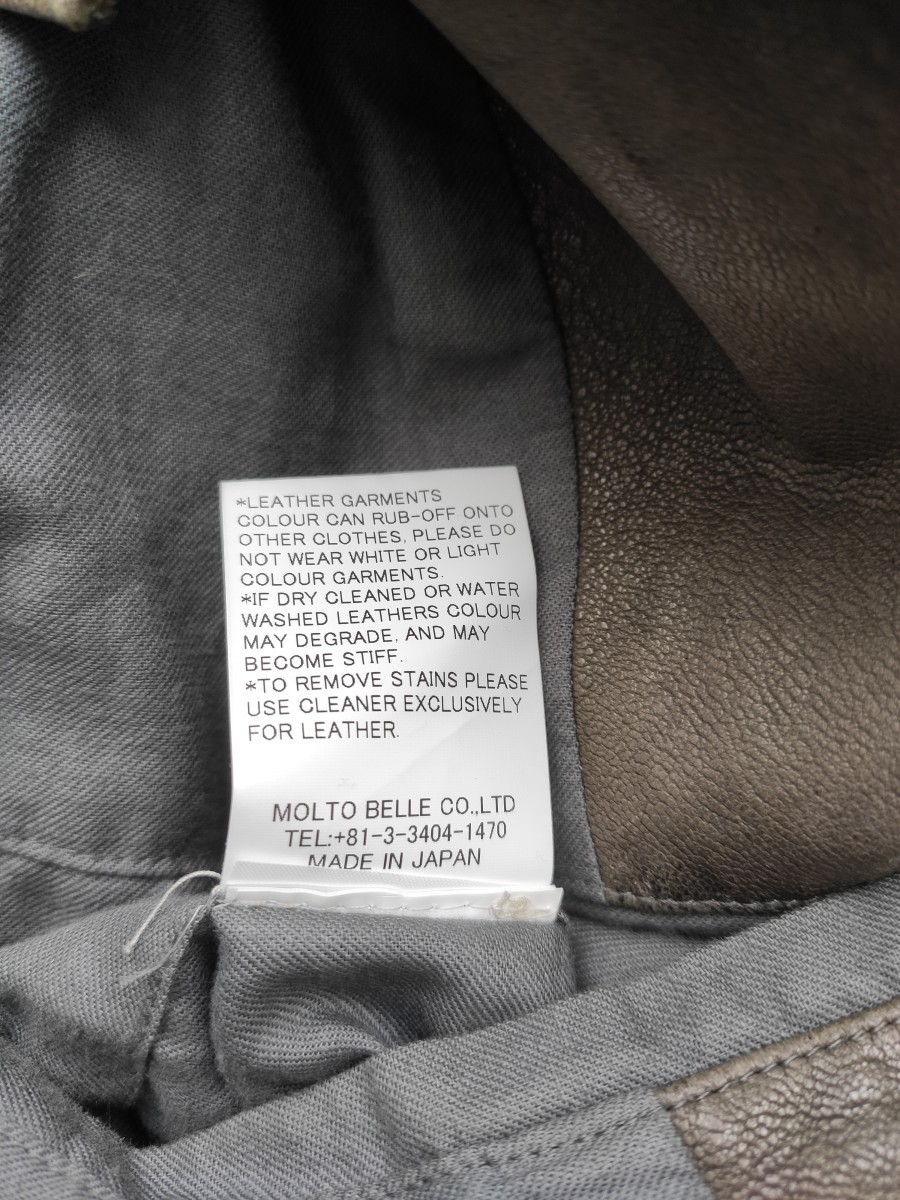 *LEATHER GARMENTS
COLOUR CAN RUB-OFF ONTO
OTHER CLOTHES. PLEASE DO
NOT WEAR WHITE OR LIGHT
COLOUR GARMENTS.
*IF DRY CLEANED OR WATER
WASHED LEATHERS COLOUR
MAY DEGRADE, AND MAY
BECOME STIFF.
*TO REMOVE STAINS PLEASE
USE CLEANER EXCLUSIVELY
FOR LEATHER.
MOLTO BELLE CO.,LTD
TEL:+81-3-3404-1470
MADE IN JAPAN